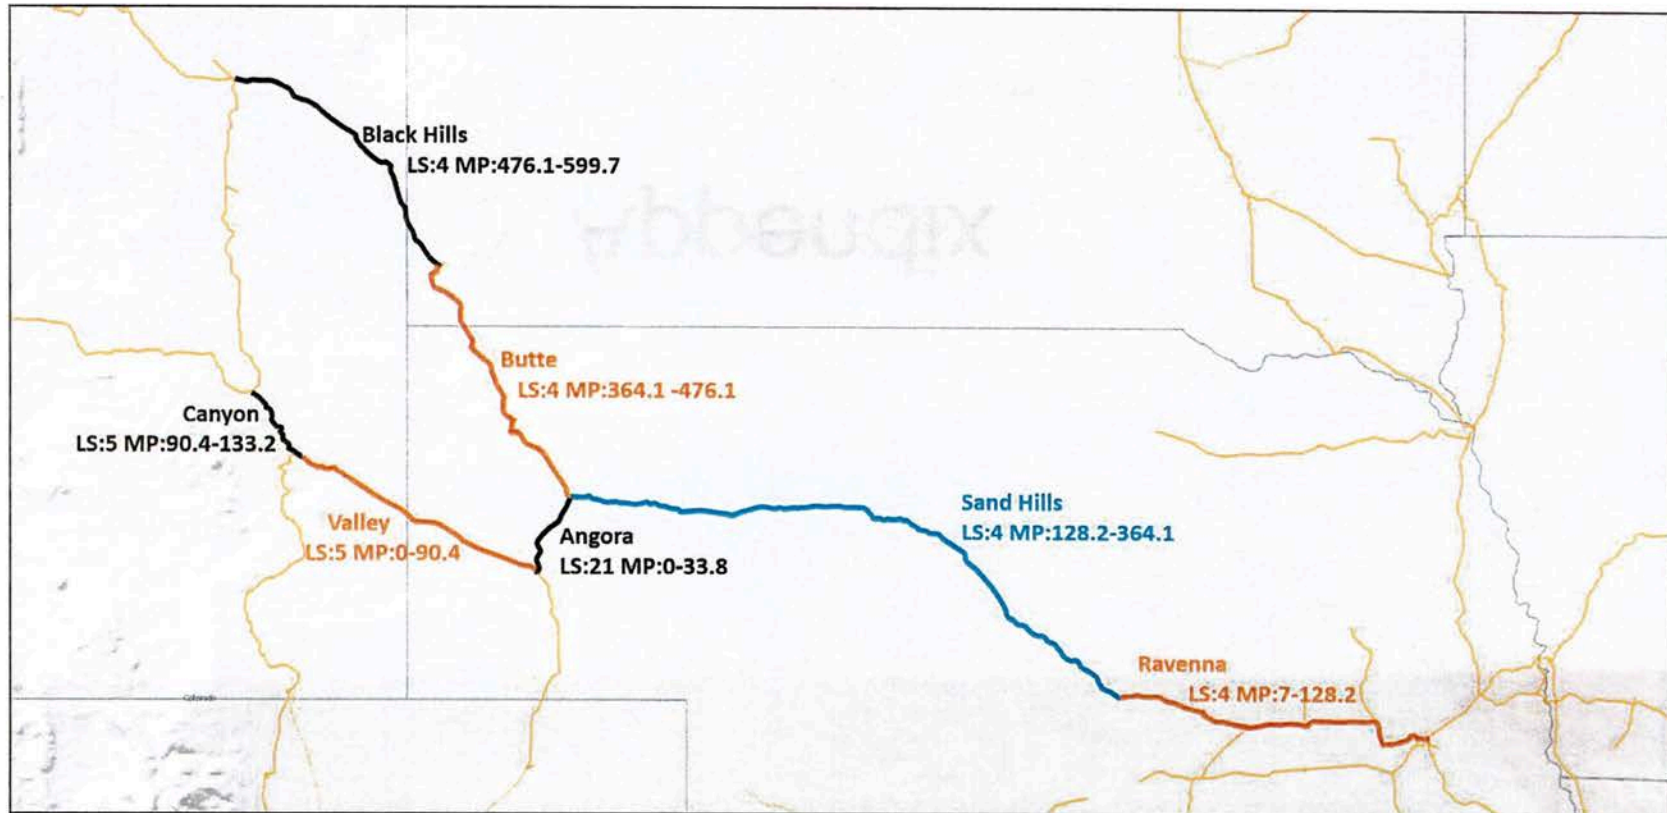 Black Hills
LS:4 MP:476.1-599.7
Appendix
Butte
LS:4 MP:364.1 -476.1
Canyon
LS:5 MP:90.4-133.2
Valley
LS:5 MP:0-90.4
Angora
LS:21 MP:0-33.8
Sand Hills
LS:4 MP:128.2-364.1
Ravenna
LS:4 MP:7-128.2
Colorado